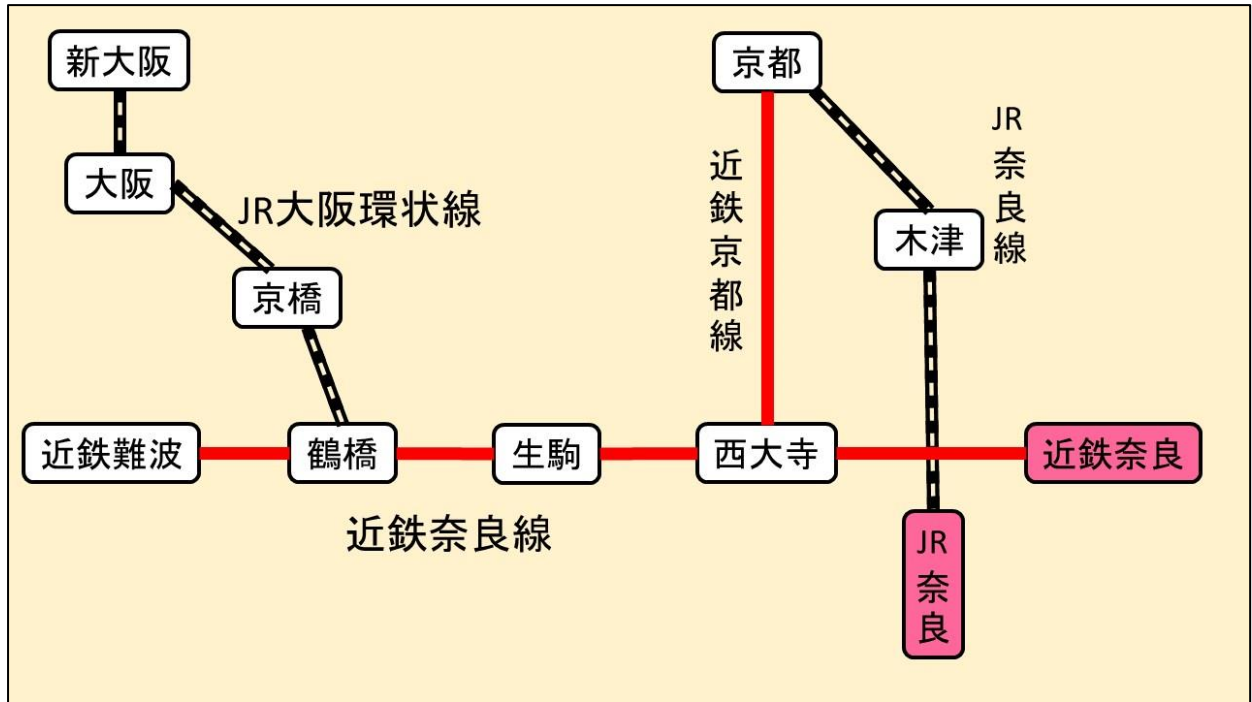 新大阪
京都
JR奈良線
大阪
近鉄京都線
JR大阪環状線
木津
京橋
近鉄難波
鶴橋
生駒
西大寺
近鉄奈良
近鉄奈良線
JR奈良